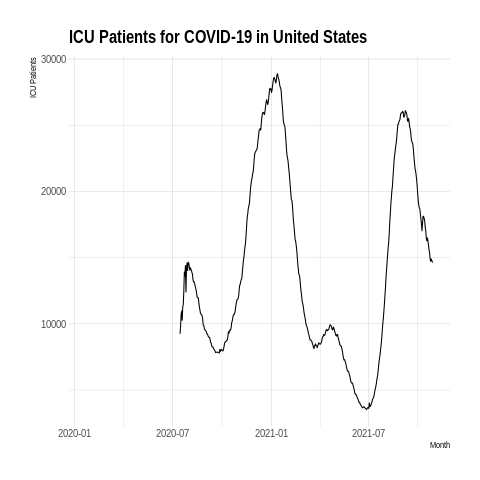 ICU Patients for COVID-19 in United States
ICU Patients
30000
20000
10000
2020-01 2020-07 2021-01 2021-07
Month